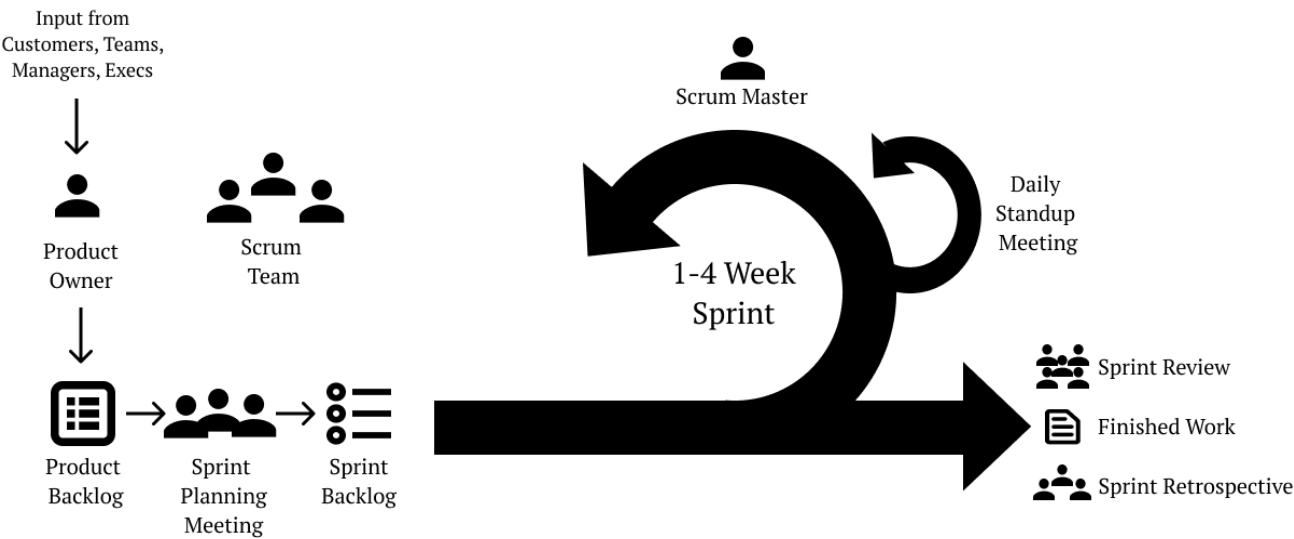 Input from
Customers, Teams,
Managers, Execs
Product
Owner
Scrum
Team
Product
Backlog
Sprint
Planning
Meeting
Sprint
Backlog
Scrum Master
1-4 Week
Sprint
Daily
Standup
Meeting
Sprint Review
Finished Work
Sprint Retrospective